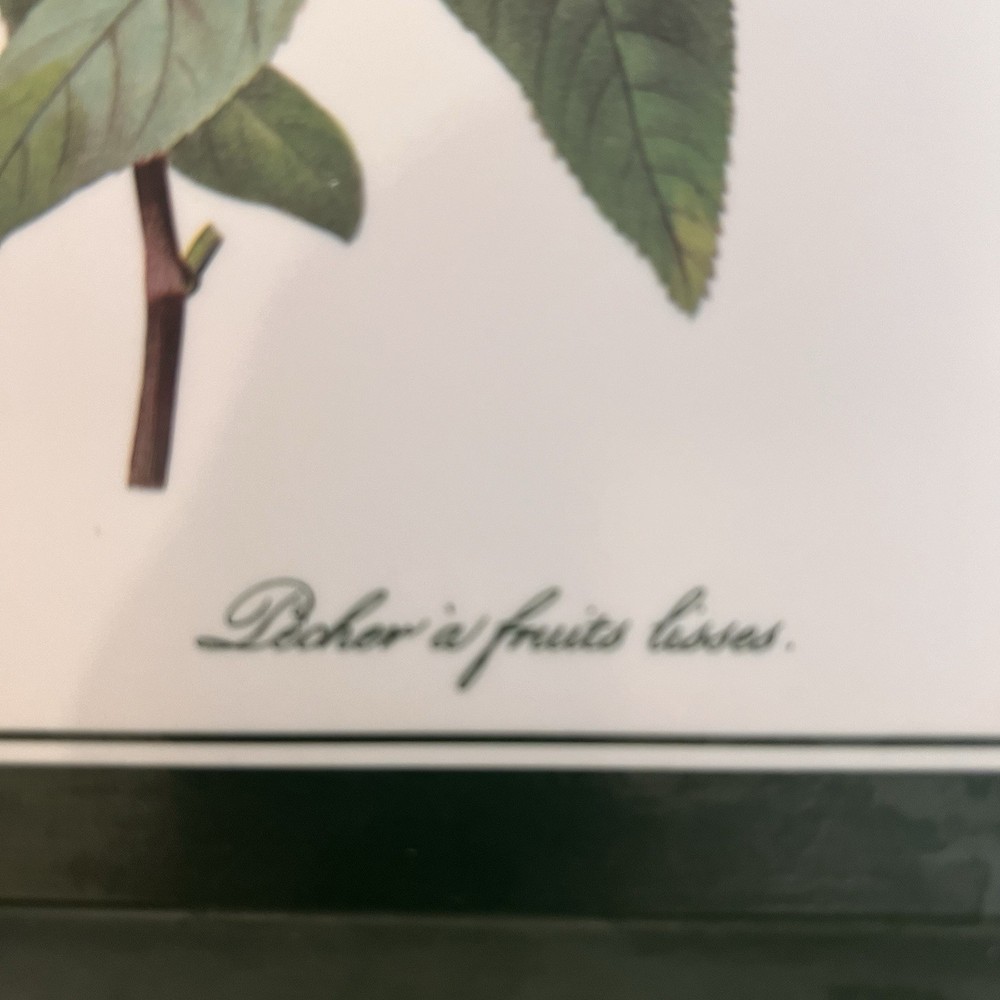 Pêcher à fruits lisses.